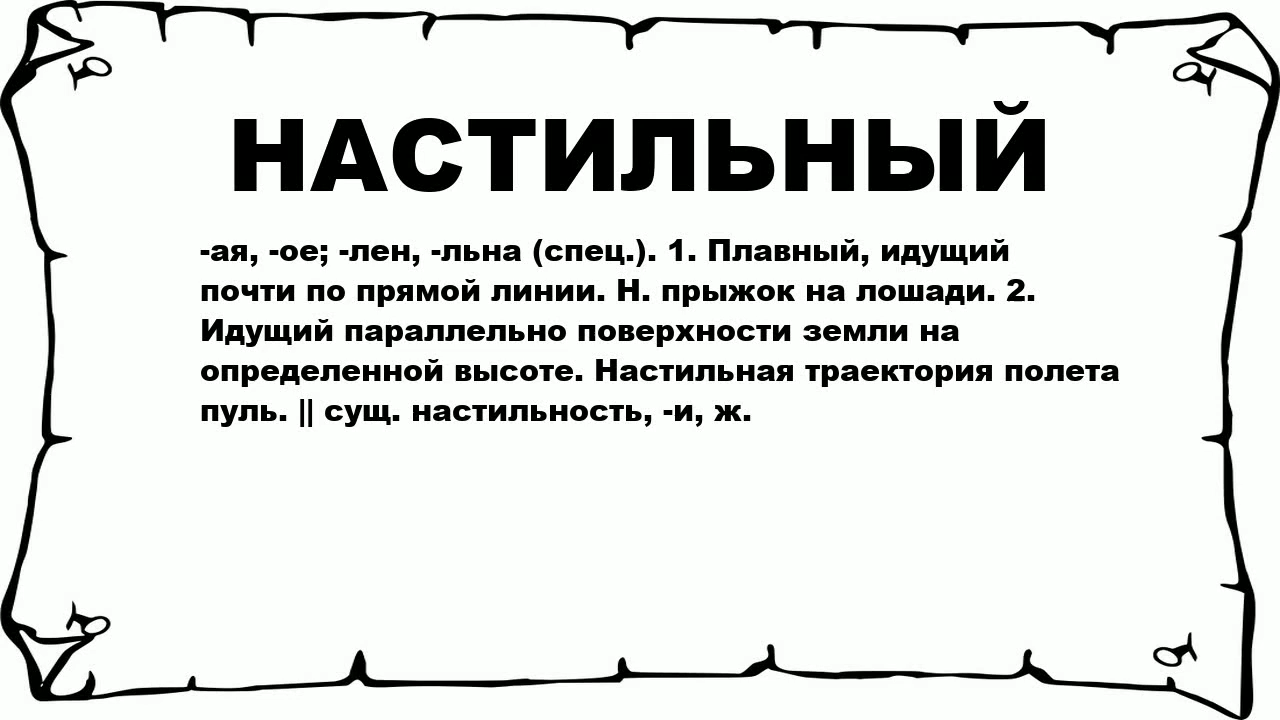 НАСТИЛЬНЫЙ
-ая, -ое; -лен, -льна (спец.). 1. Плавный, идущий
почти по прямой линии. Н. прыжок на лошади. 2.
Идущий параллельно поверхности земли на
определенной высоте. Настильная траектория полета
пуль. || сущ. настильность, -и, ж.